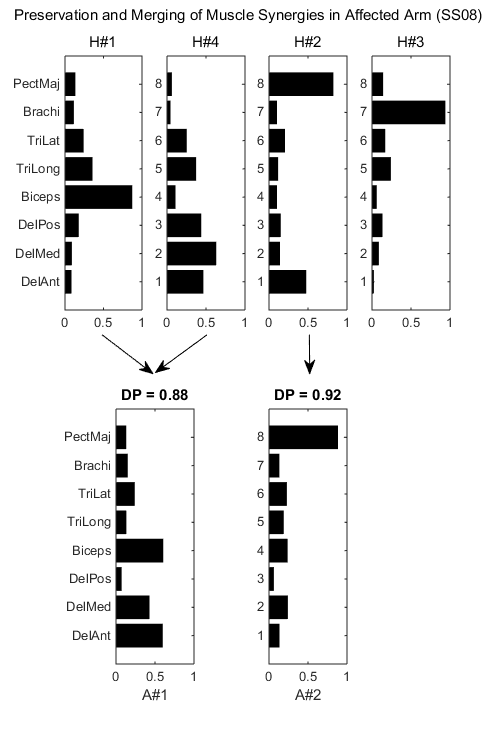 Preservation and Merging of Muscle Synergies in Affected Arm (SS08)
H#1 H#4 H#2 H#3
PectMaj 8 8 8
Brachi 7 7 7
TriLat 6 6 6
TriLong 5 5 5
Biceps 4 4 4
DelPos 3 3 3
DelMed 2 2 2
DelAnt 1 1 1
0 0.5 1 0 0.5 1 0 0.5 1 0 0.5 1
DP = 0.88 DP = 0.92
PectMaj 8
Brachi 7
TriLat 6
TriLong 5
Biceps 4
DelPos 3
DelMed 2
DelAnt 1
0 0.5 1 0 0.5 1
A#1 A#2